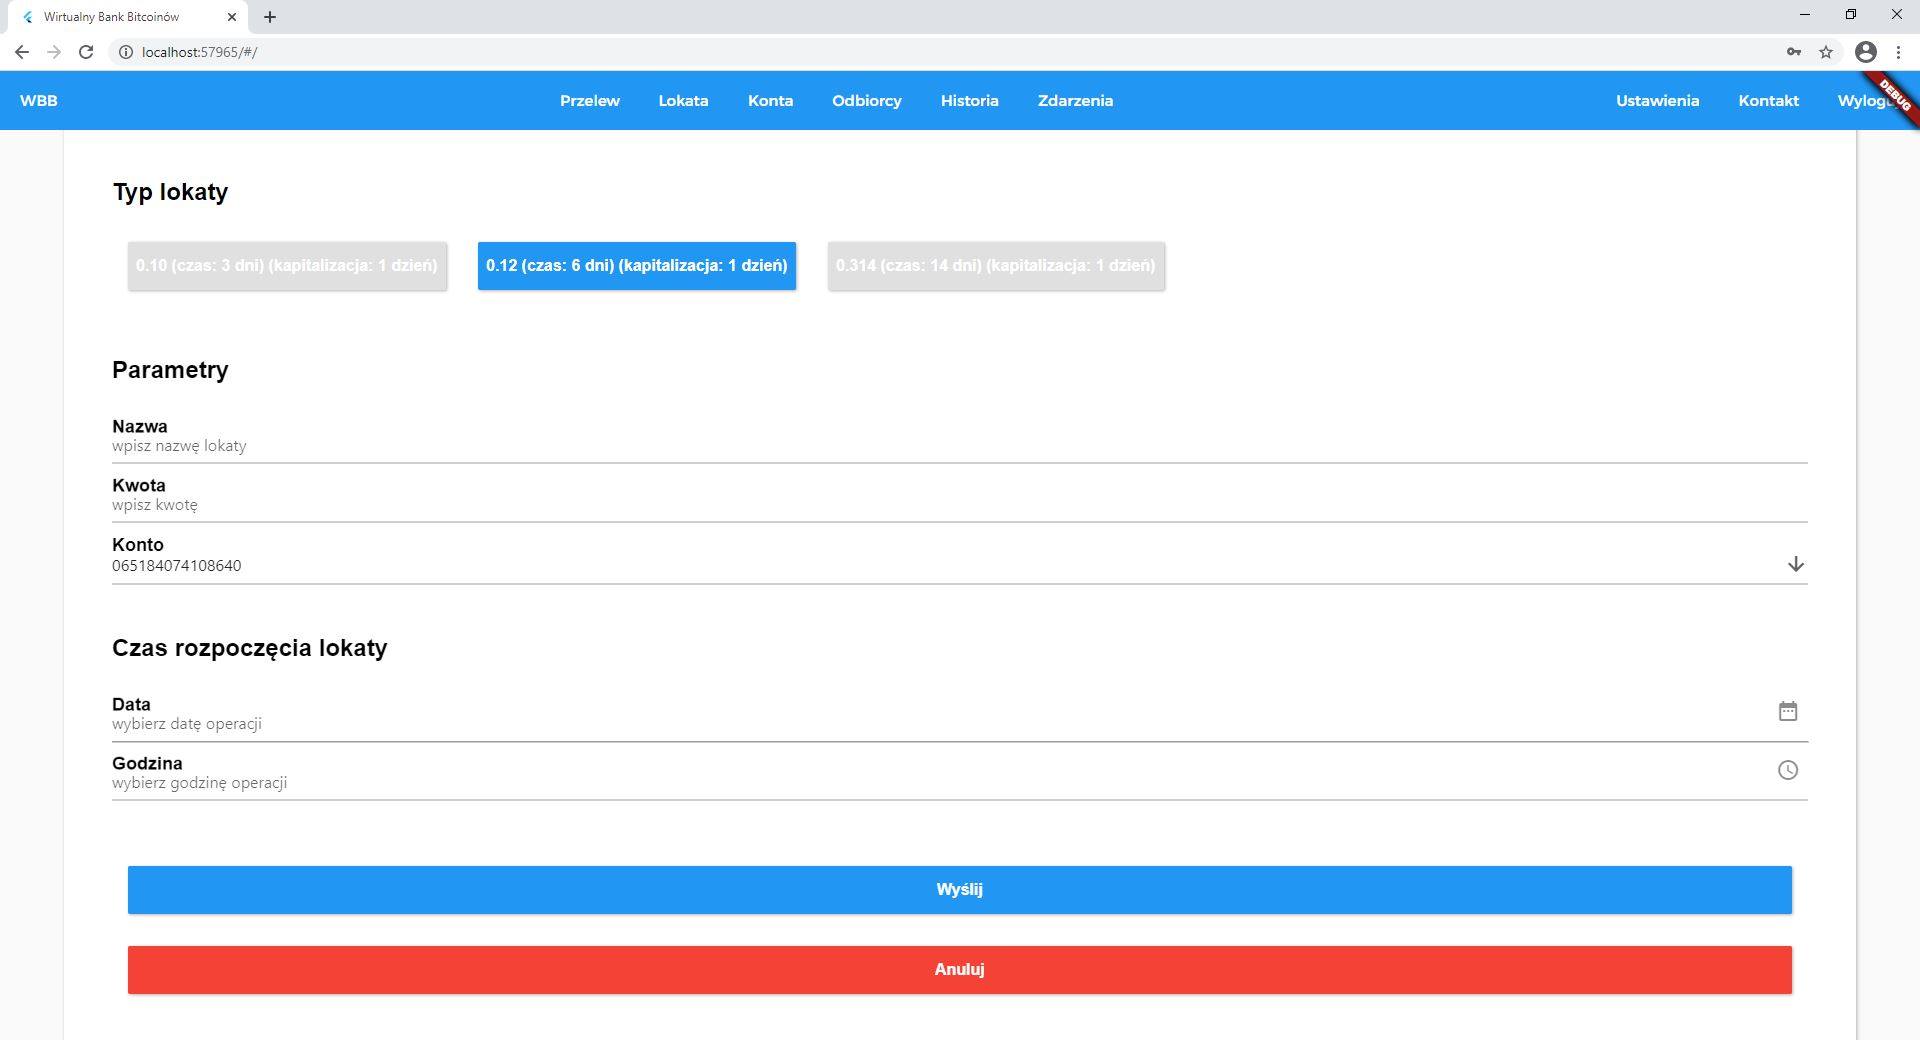 Wirtualny Bank Bitcoinów
localhost:57965/#/
WBB Przelew Lokata Konta Odbiorcy Historia Zdarzenia Ustawienia Kontakt
DEBUG
Typ lokaty
0.10 (czas: 3 dni) (kapitalizacja: 1 dzień) 0.12 (czas: 6 dni) (kapitalizacja: 1 dzień) 0.314 (czas: 14 dni) (kapitalizacja: 1 dzień)
Parametry
Nazwa
wpisz nazwę lokaty
Kwota
wpisz kwotę
Konto
065184074108640
Czas rozpoczęcia lokaty
Data
wybierz datę operacji
Godzina
wybierz godzinę operacji
Wyślij
Anuluj